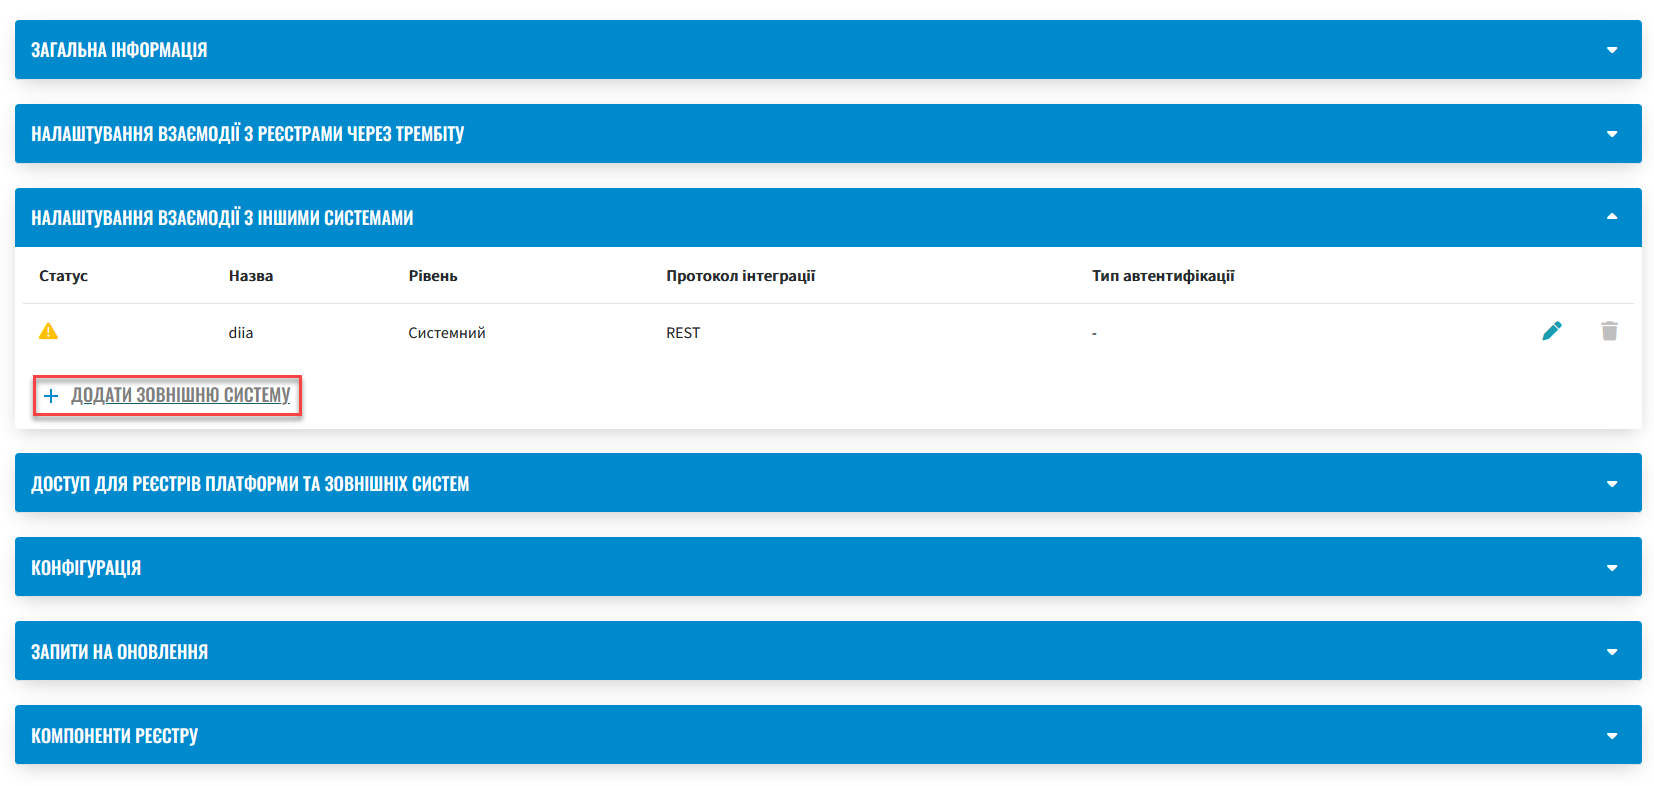 ЗАГАЛЬНА ІНФОРМАЦІЯ
НАЛАШТУВАННЯ ВЗАЄМОДІЇ З РЕЄСТРАМИ ЧЕРЕЗ ТРЕМБІТУ
НАЛАШТУВАННЯ ВЗАЄМОДІЇ З ІНШИМИ СИСТЕМАМИ
Статус Назва Рівень Протокол інтеграції Тип автентифікації
diia Системний REST -
+ ДОДАТИ ЗОВНІШНЮ СИСТЕМУ
ДОСТУП ДЛЯ РЕЄСТРІВ ПЛАТФОРМИ ТА ЗОВНІШНІХ СИСТЕМ
КОНФІГУРАЦІЯ
ЗАПИТИ НА ОНОВЛЕННЯ
КОМПОНЕНТИ РЕЄСТРУ